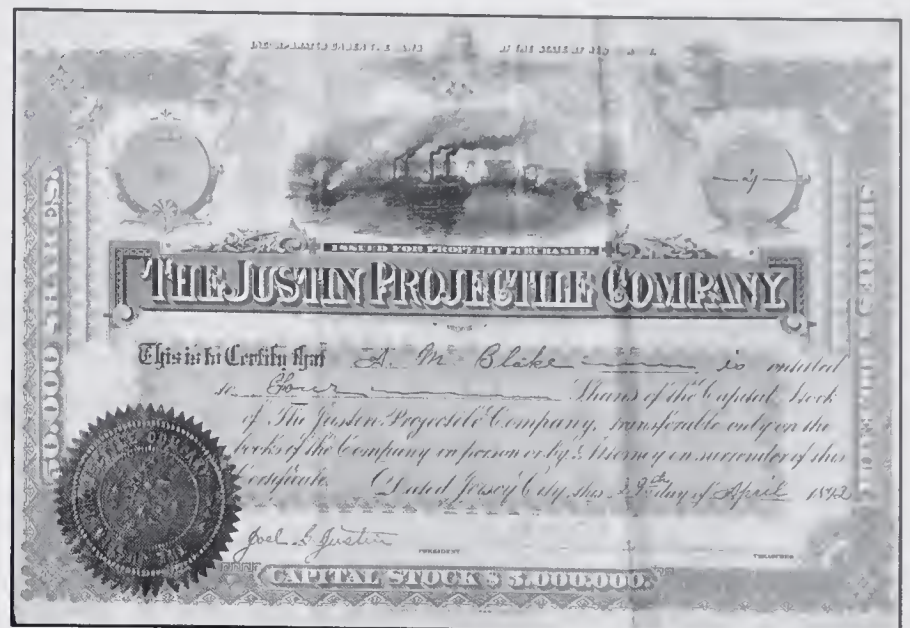 ISSUED FOR PROPERTY PURCHASED.
THE JUSTIN PROJECTILE COMPANY
This is to Certify that A. M. Blake is entitled
to Four Shares of the Capital Stock
of The Justin Projectile Company, transferable only on the
books of the Company in person or by Attorney on surrender of this
Certificate. Dated Jersey City, this 29th day of April 1892
Joel G. Justin
PRESIDENT
TREASURER
CAPITAL STOCK $ 5,000,000.
50,000 SHARES.